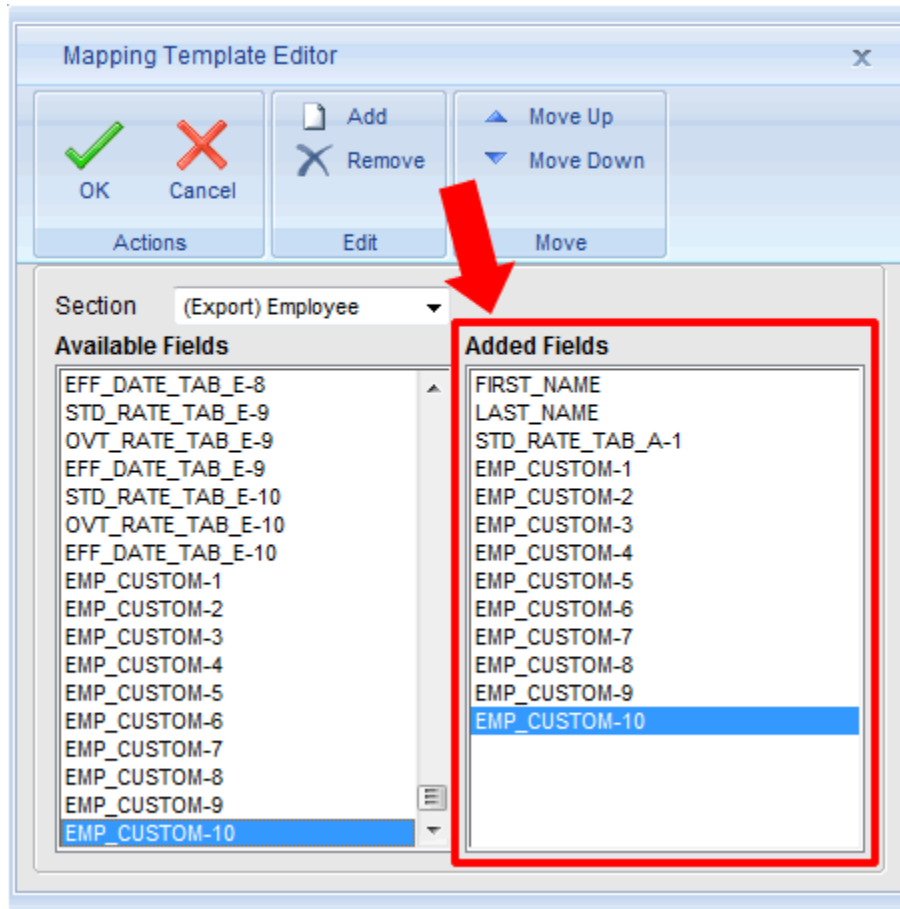 Mapping Template Editor
Add
Move Up
Remove
Move Down
OK
Cancel
Actions
Edit
Move
Section
(Export) Employee
Available Fields
EFF_DATE_TAB_E-8
STD_RATE_TAB_E-9
OVT_RATE_TAB_E-9
EFF_DATE_TAB_E-9
STD_RATE_TAB_E-10
OVT_RATE_TAB_E-10
EFF_DATE_TAB_E-10
EMP_CUSTOM-1
EMP_CUSTOM-2
EMP_CUSTOM-3
EMP_CUSTOM-4
EMP_CUSTOM-5
EMP_CUSTOM-6
EMP_CUSTOM-7
EMP_CUSTOM-8
EMP_CUSTOM-9
EMP_CUSTOM-10
Added Fields
FIRST_NAME
LAST_NAME
STD_RATE_TAB_A-1
EMP_CUSTOM-1
EMP_CUSTOM-2
EMP_CUSTOM-3
EMP_CUSTOM-4
EMP_CUSTOM-5
EMP_CUSTOM-6
EMP_CUSTOM-7
EMP_CUSTOM-8
EMP_CUSTOM-9
EMP_CUSTOM-10